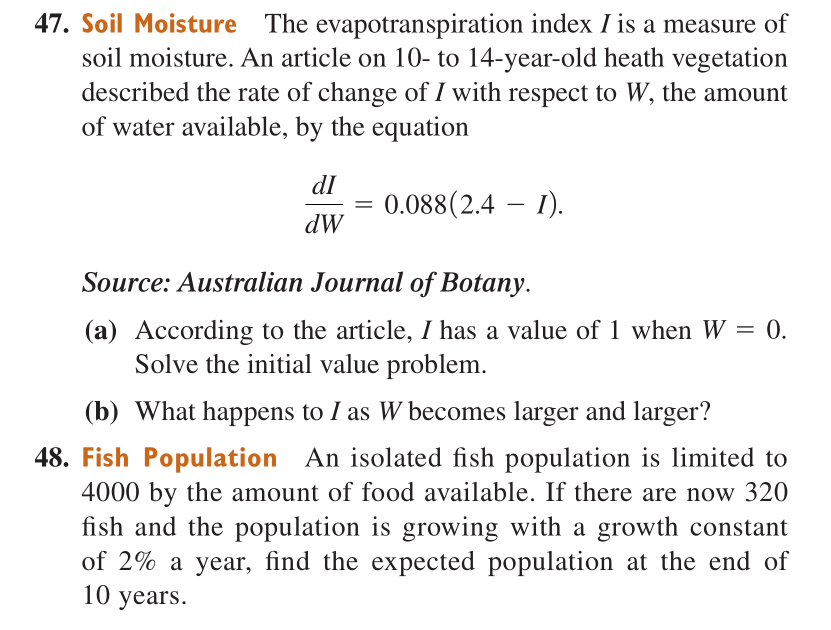 47. Soil Moisture The evapotranspiration index I is a measure of
soil moisture. An article on 10- to 14-year-old heath vegetation
described the rate of change of I with respect to W, the amount
of water available, by the equation
dI/dW = 0.088(2.4 − I).
Source: Australian Journal of Botany.
(a) According to the article, I has a value of 1 when W = 0.
Solve the initial value problem.
(b) What happens to I as W becomes larger and larger?
48. Fish Population An isolated fish population is limited to
4000 by the amount of food available. If there are now 320
fish and the population is growing with a growth constant
of 2% a year, find the expected population at the end of
10 years.